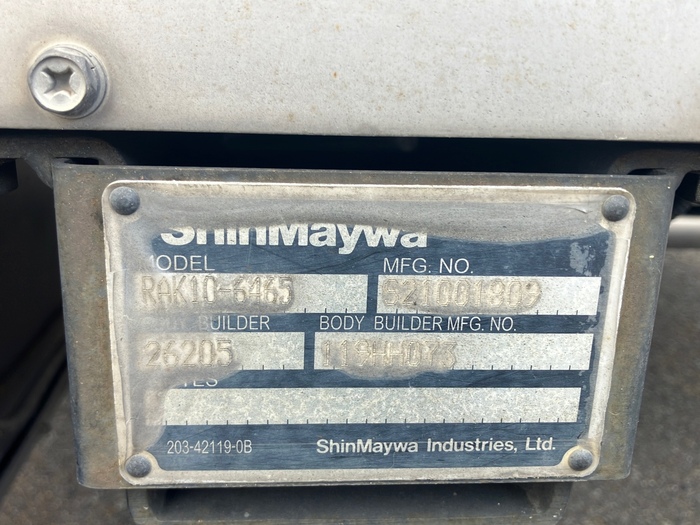 ShinMaywa
MODEL MFG. NO.
RAK10-6465
BUILDER BODY BUILDER MFG. NO.
26205
203-42119-0B ShinMaywa Industries, Ltd.